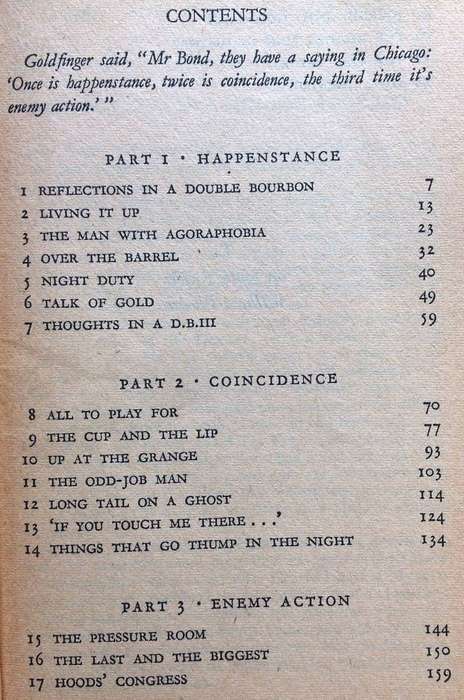 CONTENTS
Goldfinger said, "Mr Bond, they have a saying in Chicago:
'Once is happenstance, twice is coincidence, the third time it's
enemy action.' "
PART 1 · HAPPENSTANCE
1 REFLECTIONS IN A DOUBLE BOURBON 7
2 LIVING IT UP 13
3 THE MAN WITH AGORAPHOBIA 23
4 OVER THE BARREL 32
5 NIGHT DUTY 40
6 TALK OF GOLD 49
7 THOUGHTS IN A D.B.III 59
PART 2 · COINCIDENCE
8 ALL TO PLAY FOR 70
9 THE CUP AND THE LIP 77
10 UP AT THE GRANGE 93
11 THE ODD-JOB MAN 103
12 LONG TAIL ON A GHOST 114
13 'IF YOU TOUCH ME THERE . . .' 124
14 THINGS THAT GO THUMP IN THE NIGHT 134
PART 3 · ENEMY ACTION
15 THE PRESSURE ROOM 144
16 THE LAST AND THE BIGGEST 150
17 HOODS' CONGRESS 159